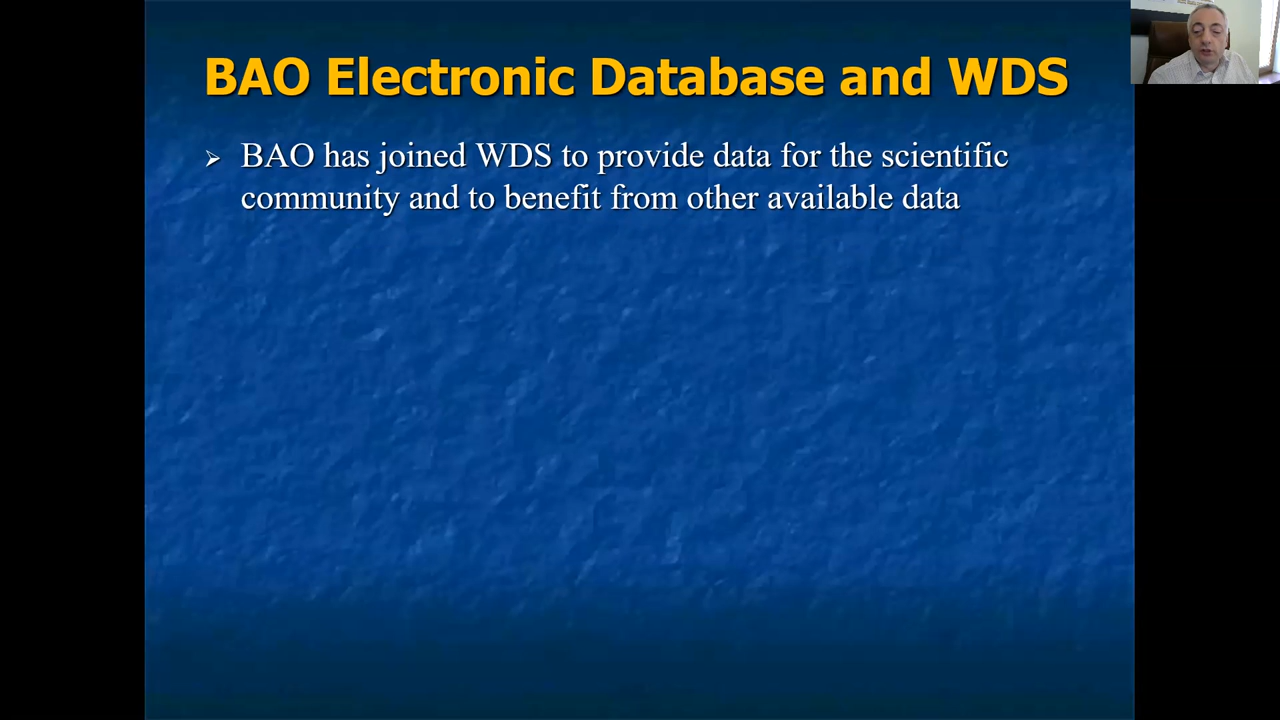 BAO Electronic Database and WDS
➢ BAO has joined WDS to provide data for the scientific
community and to benefit from other available data